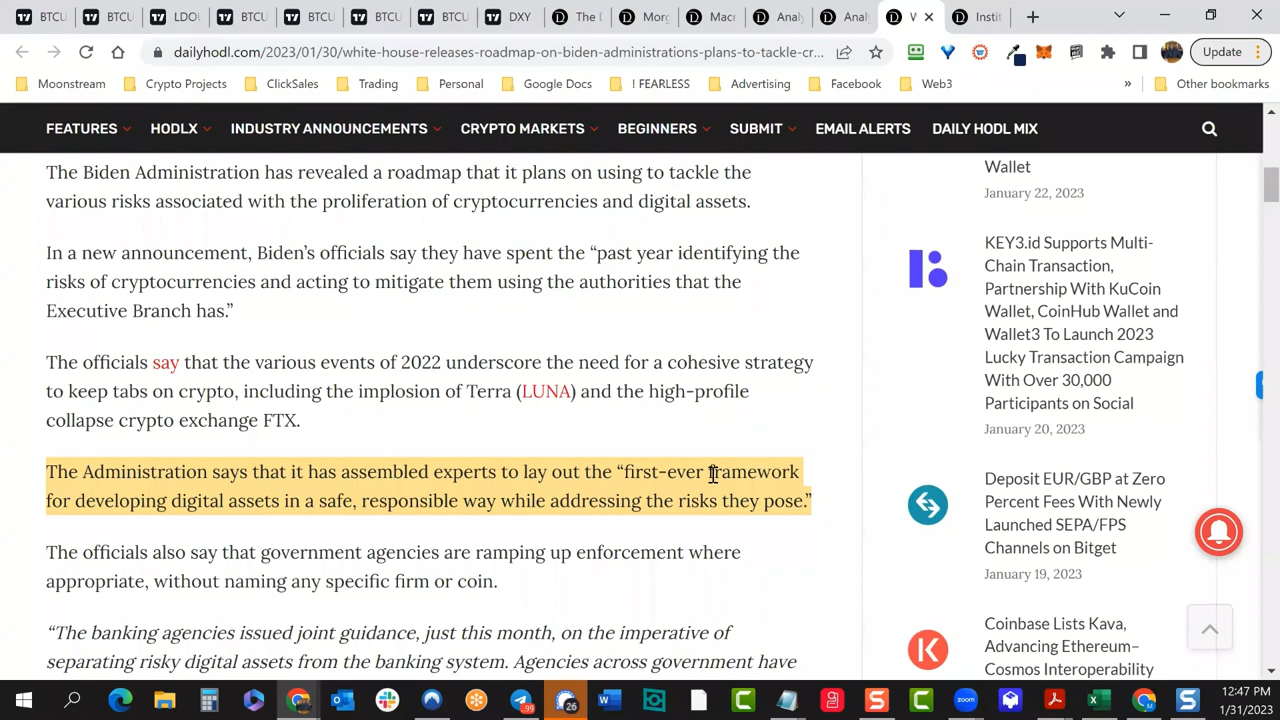 BTCU
BTCU
LDOU
BTCU
BTCU
BTCU
BTCU
DXY
The D
Morg
Macr
Analy
Analy
W
Instit
dailyhodl.com/2023/01/30/white-house-releases-roadmap-on-biden-administrations-plans-to-tackle-cr...
Update
Moonstream
Crypto Projects
ClickSales
Trading
Personal
Google Docs
! FEARLESS
Advertising
Facebook
Web3
»
Other bookmarks
FEATURES
HODLX
INDUSTRY ANNOUNCEMENTS
CRYPTO MARKETS
BEGINNERS
SUBMIT
EMAIL ALERTS
DAILY HODL MIX
The Biden Administration has revealed a roadmap that it plans on using to tackle the
various risks associated with the proliferation of cryptocurrencies and digital assets.
In a new announcement, Biden’s officials say they have spent the “past year identifying the
risks of cryptocurrencies and acting to mitigate them using the authorities that the
Executive Branch has.”
The officials say that the various events of 2022 underscore the need for a cohesive strategy
to keep tabs on crypto, including the implosion of Terra (LUNA) and the high-profile
collapse crypto exchange FTX.
The Administration says that it has assembled experts to lay out the “first-ever framework
for developing digital assets in a safe, responsible way while addressing the risks they pose.”
The officials also say that government agencies are ramping up enforcement where
appropriate, without naming any specific firm or coin.
“The banking agencies issued joint guidance, just this month, on the imperative of
separating risky digital assets from the banking system. Agencies across government have
Wallet
January 22, 2023
KEY3.id Supports Multi-
Chain Transaction,
Partnership With KuCoin
Wallet, CoinHub Wallet and
Wallet3 To Launch 2023
Lucky Transaction Campaign
With Over 30,000
Participants on Social
January 20, 2023
Deposit EUR/GBP at Zero
Percent Fees With Newly
Launched SEPA/FPS
Channels on Bitget
January 19, 2023
Coinbase Lists Kava,
Advancing Ethereum–
Cosmos Interoperability
99
26
12:47 PM
1/31/2023